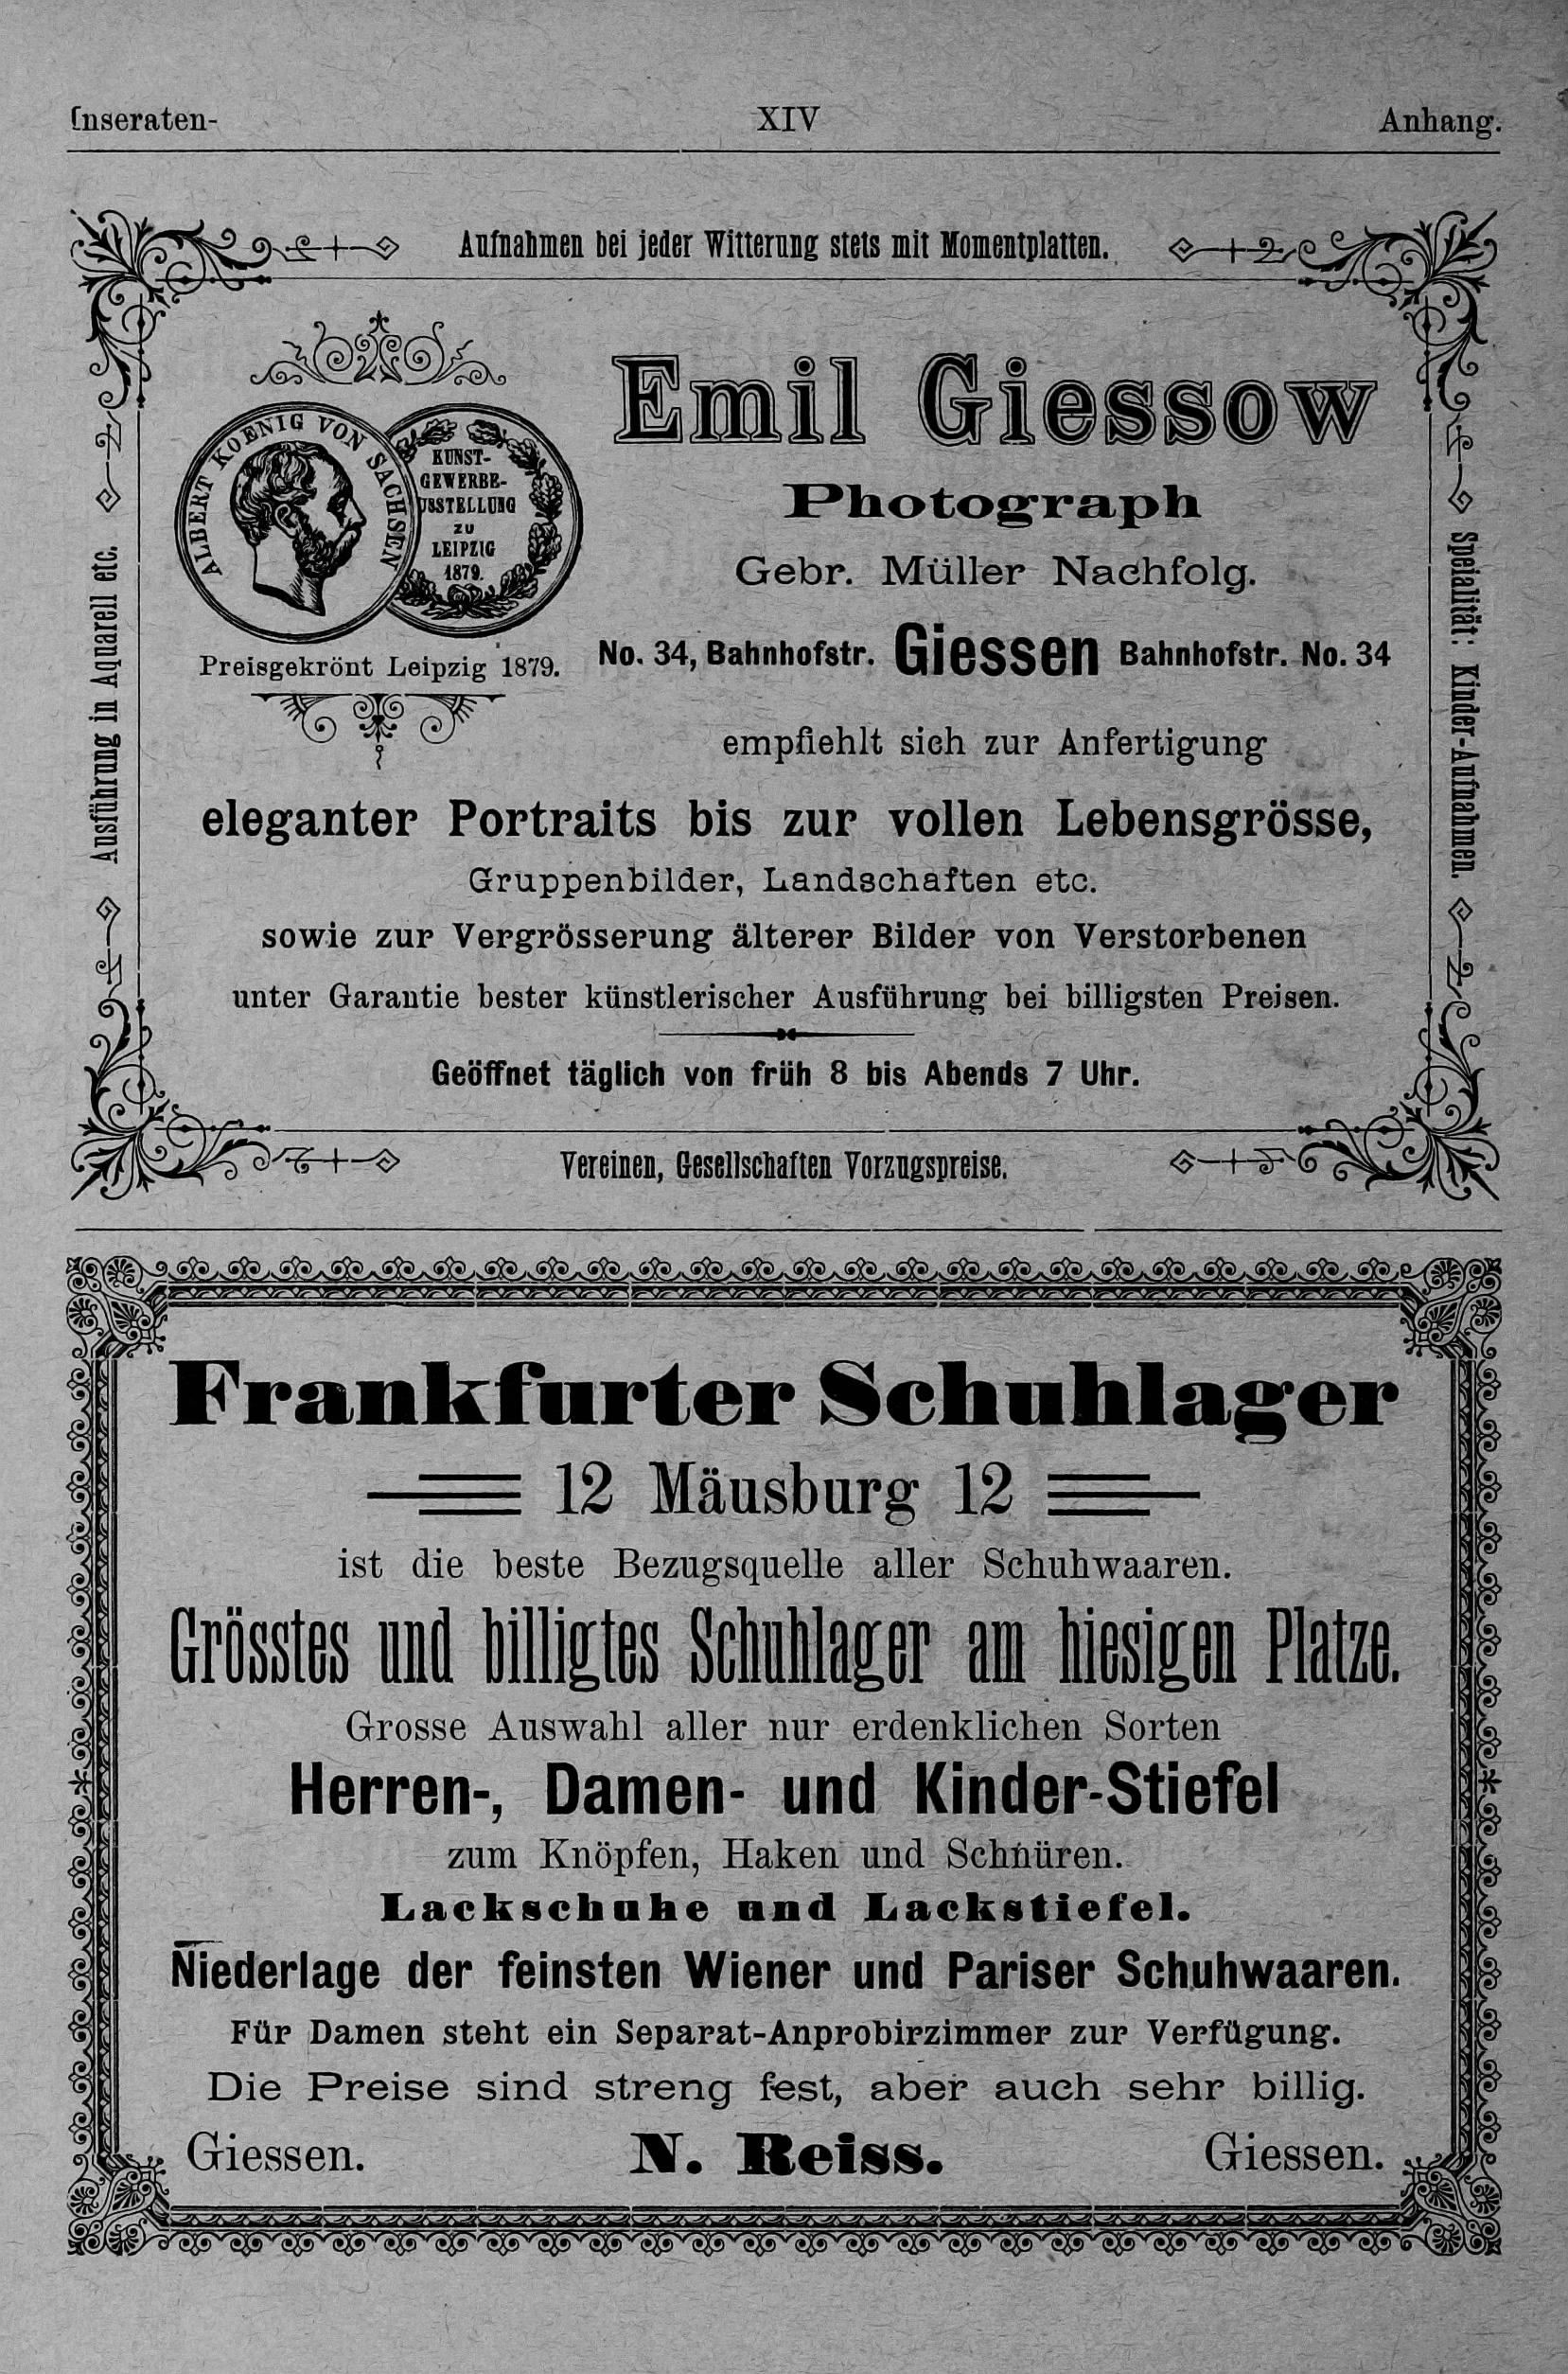 Inseraten- XIV Anhang.
Aufnahmen bei jeder Witterung stets mit Momentplatten.
Ausführung in Aquarell etc.
ALBERT KOENIG VON SACHSEN
KUNST-
GEWERBE-
USSTELLUNG
ZU
LEIPZIG
1879.
Preisgekrönt Leipzig 1879.
Emil Giessow
Photograph
Gebr. Müller Nachfolg.
No. 34, Bahnhofstr. Giessen Bahnhofstr. No. 34
Speialität: Kinder-Aufnahmen.
empfiehlt sich zur Anfertigung
eleganter Portraits bis zur vollen Lebensgrösse,
Gruppenbilder, Landschaften etc.
sowie zur Vergrösserung älterer Bilder von Verstorbenen
unter Garantie bester künstlerischer Ausführung bei billigsten Preisen.
Geöffnet täglich von früh 8 bis Abends 7 Uhr.
Vereinen, Gesellschaften Vorzugspreise.
Frankfurter Schuhlager
12 Mäusburg 12
ist die beste Bezugsquelle aller Schuhwaaren.
Grösstes und billigtes Schuhlager am hiesigen Platze.
Grosse Auswahl aller nur erdenklichen Sorten
Herren-, Damen- und Kinder-Stiefel
zum Knöpfen, Haken und Schnüren.
Lackschuhe und Lackstiefel.
Niederlage der feinsten Wiener und Pariser Schuhwaaren.
Für Damen steht ein Separat-Anprobirzimmer zur Verfügung.
Die Preise sind streng fest, aber auch sehr billig.
Giessen. N. Reiss. Giessen.